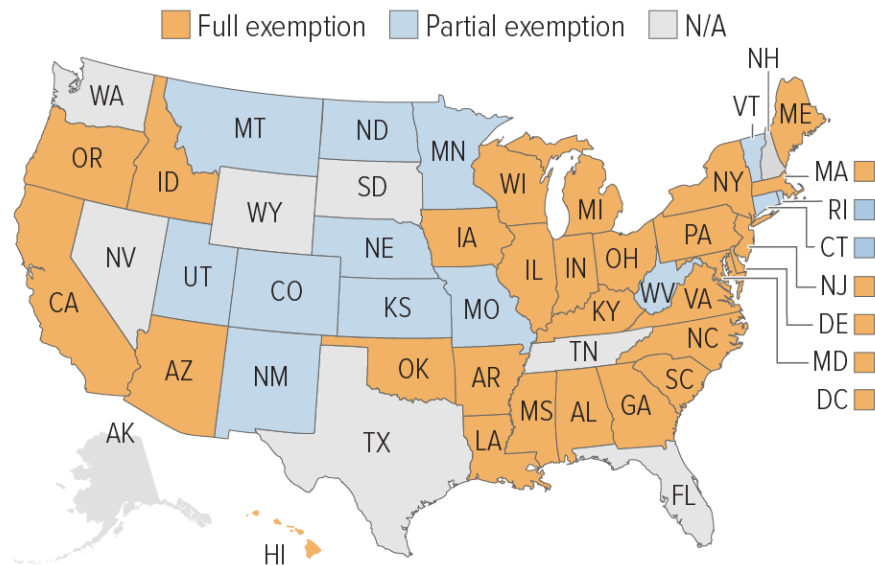 Full exemption
Partial exemption
N/A
NH
WA
VT
ME
MT
ND
MN
OR
ID
WI
NY
MA
SD
MI
WY
RI
IA
PA
NE
CT
NV
OH
IL
IN
UT
CO
NJ
WV
CA
KS
MO
VA
KY
DE
NC
TN
MD
AZ
OK
NM
AR
SC
DC
MS
AL
GA
AK
TX
LA
FL
HI